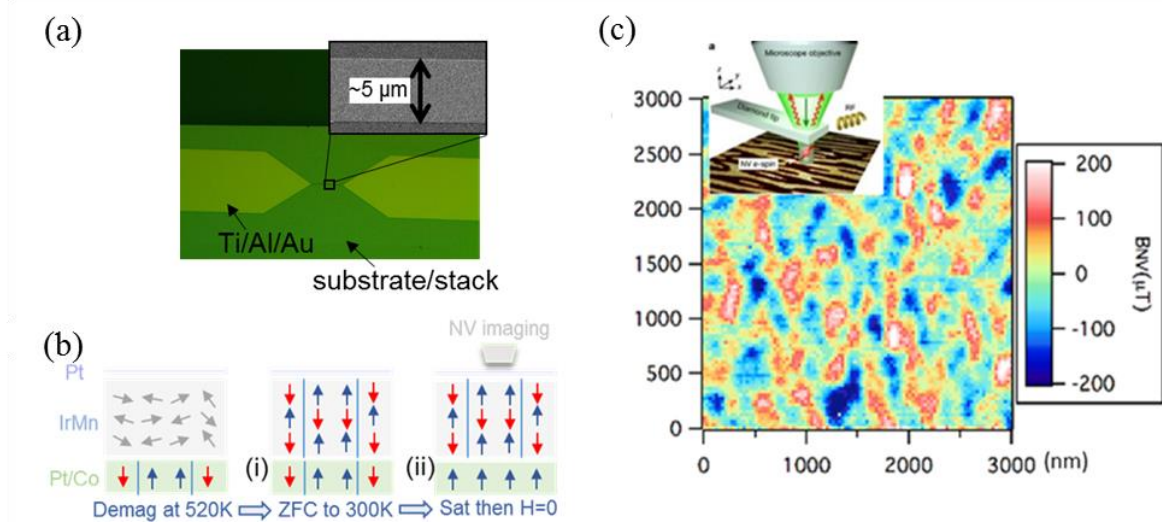 (a)
~5 μm
Ti/Al/Au
substrate/stack
(b)
NV imaging
Pt
IrMn
Pt/Co
(i)
(ii)
Demag at 520K
ZFC to 300K
Sat then H=0
(c)
a
Microscope objective
z
y
x
Diamond tip
RF
NV e-spin
3000
2500
2000
1500
1000
500
0
0
1000
2000
3000
(nm)
200
100
0
-100
-200
BNV(μT)